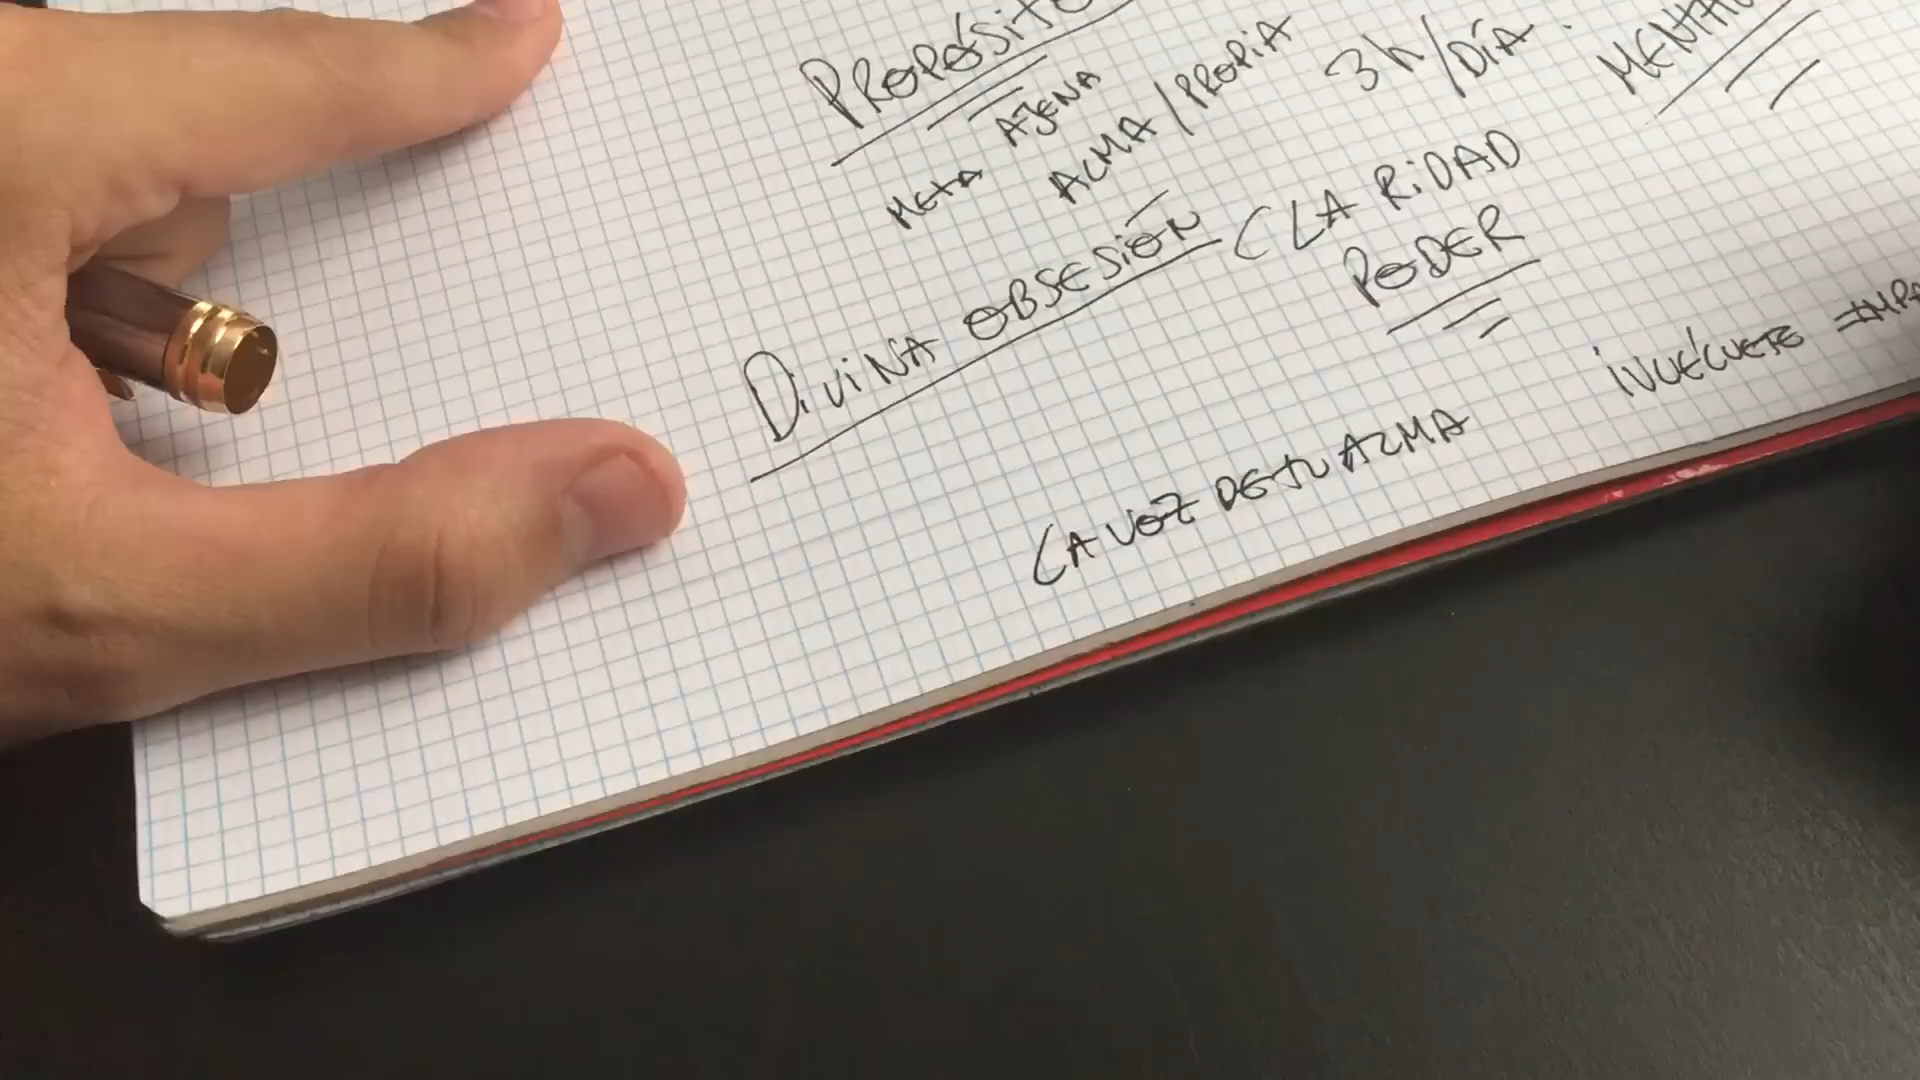 PROPÓSITO
META AJENA
ALMA / PROPIA
3h/DÍA.
DIVINA OBSESIÓN
CLARIDAD
PODER
LA VOZ DE TU ALMA